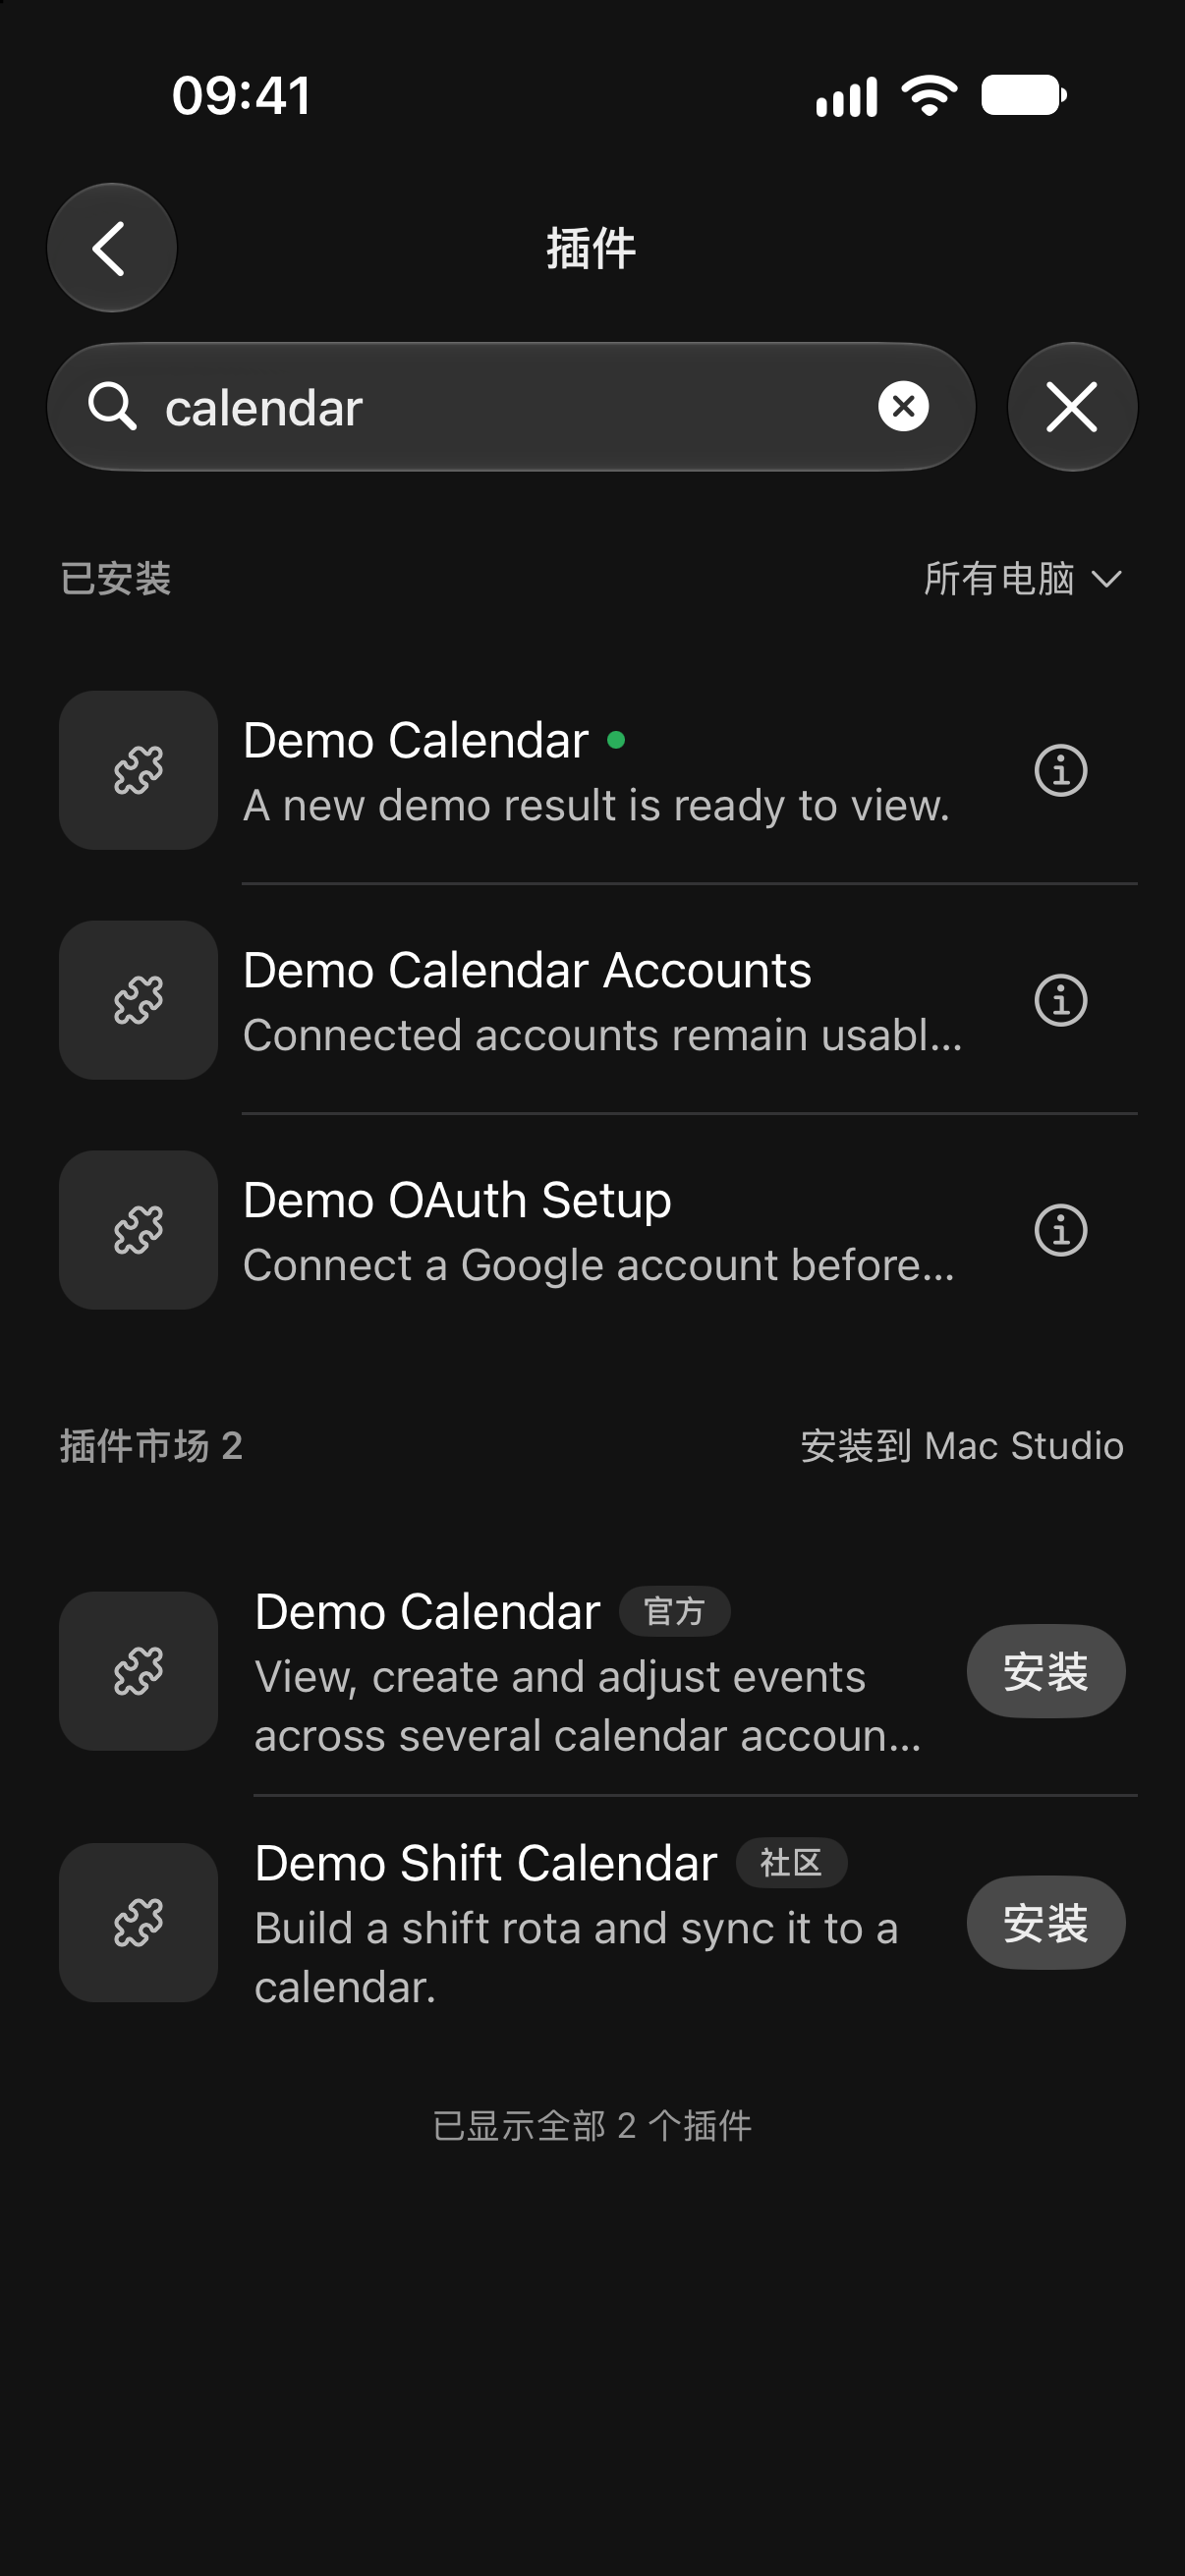 09:41
插件
calendar
已安装
所有电脑
Demo Calendar
A new demo result is ready to view.
Demo Calendar Accounts
Connected accounts remain usabl...
Demo OAuth Setup
Connect a Google account before...
插件市场 2
安装到 Mac Studio
Demo Calendar 官方
View, create and adjust events
across several calendar accoun...
安装
Demo Shift Calendar 社区
Build a shift rota and sync it to a
calendar.
安装
已显示全部 2 个插件